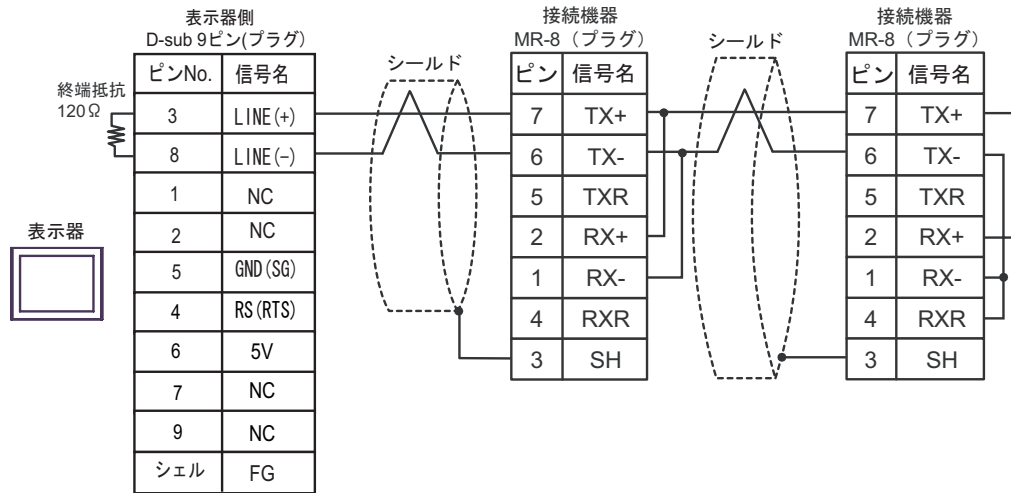 表示器側
D-sub 9ピン(プラグ)
終端抵抗
120Ω
ピンNo. 信号名
3 LINE(+)
8 LINE(–)
1 NC
2 NC
5 GND(SG)
4 RS(RTS)
6 5V
7 NC
9 NC
シェル FG
表示器
シールド
接続機器
MR-8（プラグ）
ピン 信号名
7 TX+
6 TX-
5 TXR
2 RX+
1 RX-
4 RXR
3 SH
シールド
接続機器
MR-8（プラグ）
ピン 信号名
7 TX+
6 TX-
5 TXR
2 RX+
1 RX-
4 RXR
3 SH